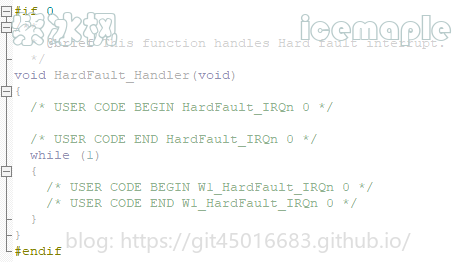 #if 0
紫冰城 icemaple
@brief This function handles Hard fault interrupt.
*/
void HardFault_Handler(void)
{
/* USER CODE BEGIN HardFault_IRQn 0 */
/* USER CODE END HardFault_IRQn 0 */
while (1)
{
/* USER CODE BEGIN W1_HardFault_IRQn 0 */
/* USER CODE END W1_HardFault_IRQn 0 */
}
}
#endif
blog: https://git45016683.github.io/